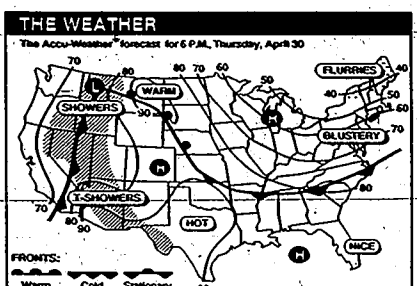 THE WEATHER
The Accu-Weather® forecast for 6 P.M., Thursday, April 30
70
80
80 70 60
50
FLURRIES
40
L
WARM
40
50
SHOWERS
90
60
H
BLUSTERY
70
H
80
T-SHOWERS
70
80
90
HOT
H
NICE
FRONTS:
Warm Cold Stationary